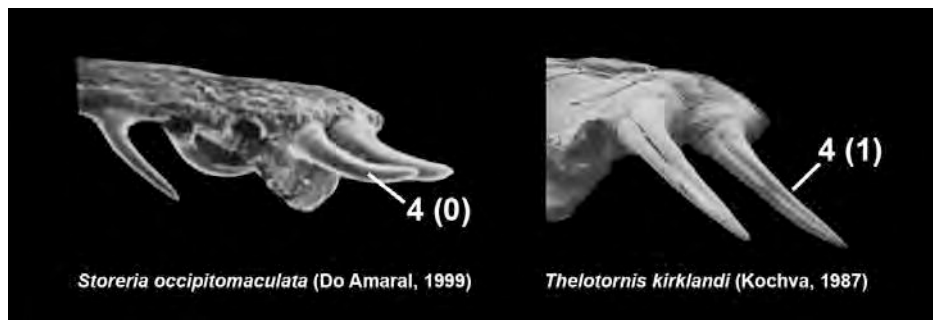 4 (0)
4 (1)
Storeria occipitomaculata (Do Amaral, 1999)
Thelotornis kirklandi (Kochva, 1987)